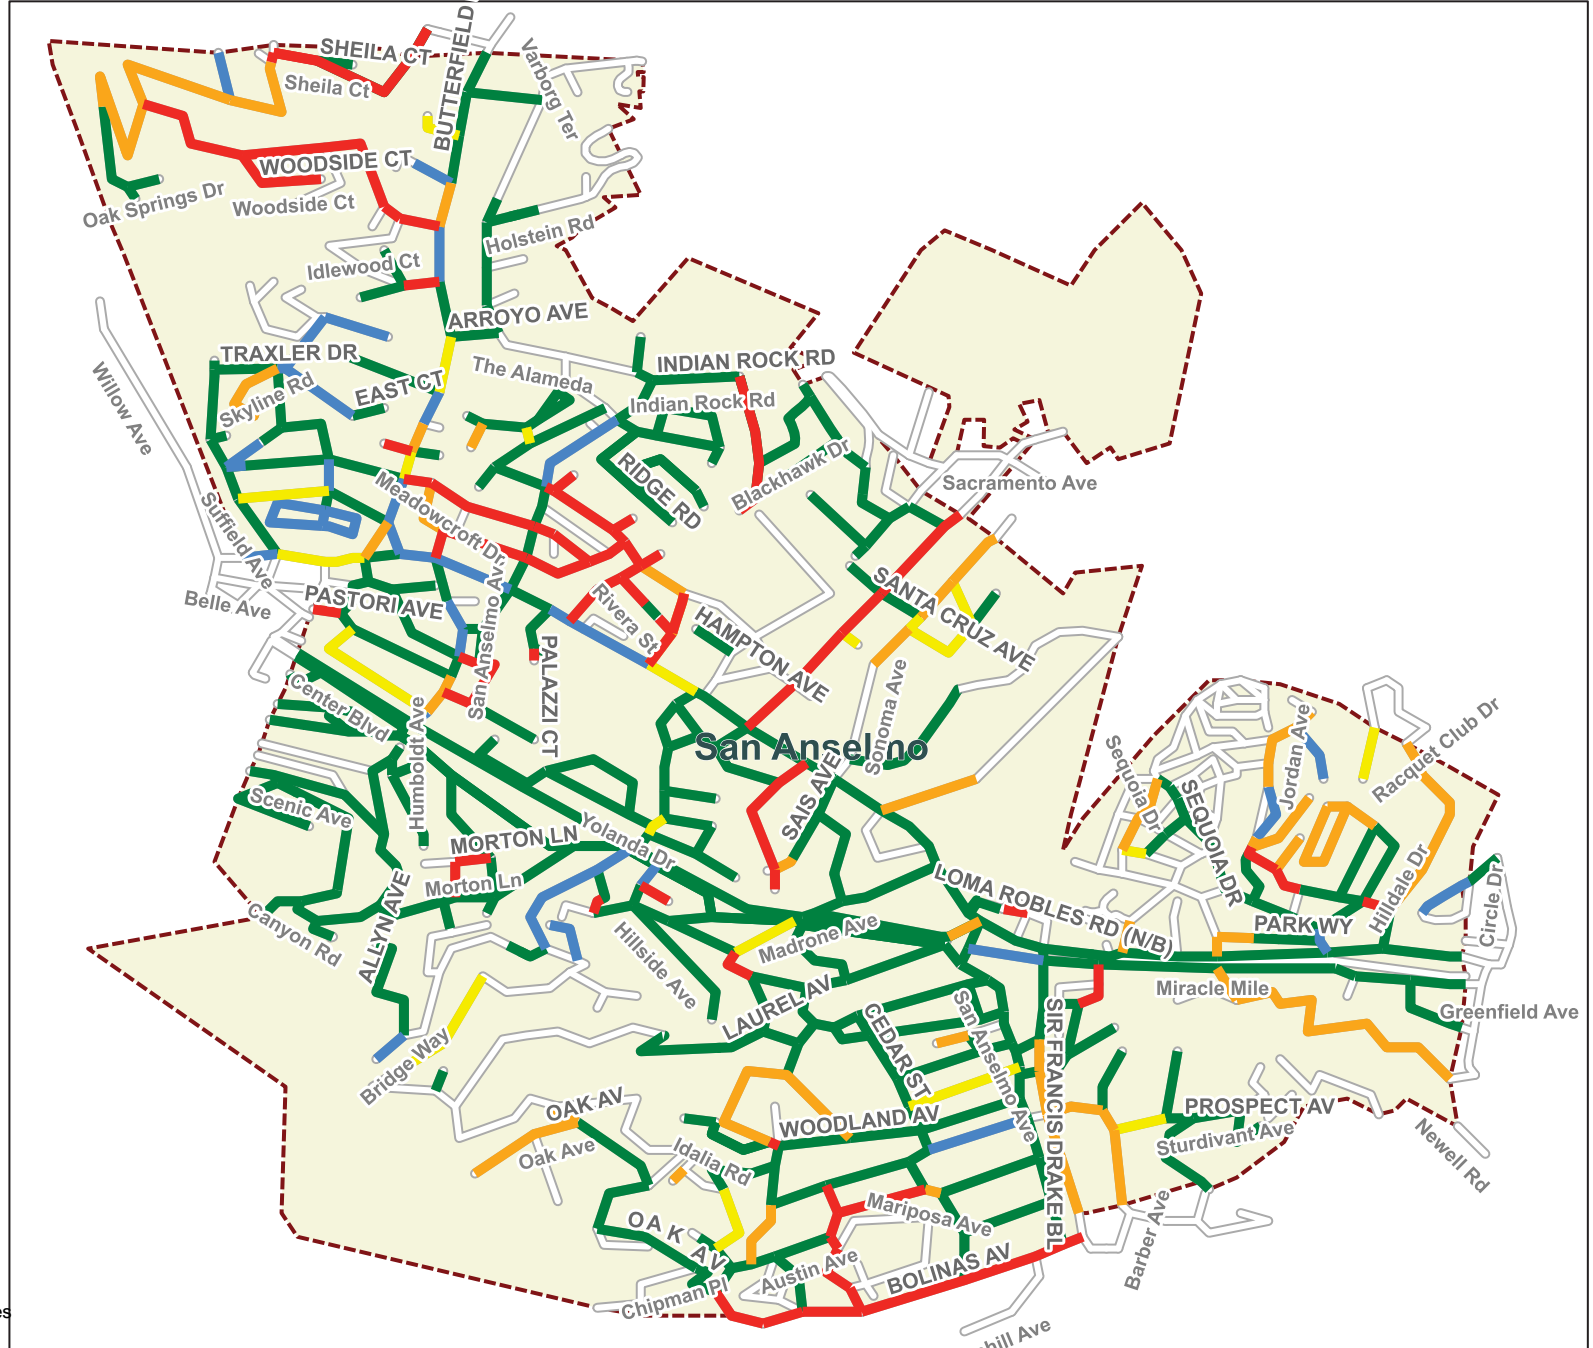 SHEILA CT
Sheila Ct
BUTTERFIELD
Varborg Ter
WOODSIDE CT
Woodside Ct
Oak Springs Dr
Holstein Rd
Idlewood Ct
ARROYO AVE
TRAXLER DR
Skyline Rd
EAST CT
The Alameda
INDIAN ROCK RD
Indian Rock Rd
Willow Ave
RIDGE RD
Blackhawk Dr
Sacramento Ave
Meadowcroft Dr
Suffield Ave
Belle Ave
PASTORI AVE
San Anselmo Ave
Rivera St
SANTA CRUZ AVE
HAMPTON AVE
PALAZZI CT
Center Blvd
Humboldt Ave
San Anselmo
Sonoma Ave
SAIS AVE
Scenic Ave
MORTON LN
Morton Ln
Yolanda Dr
Sequoia Dr
SEQUOIA DR
Jordan Ave
Racquet Club Dr
Hilldale Dr
Circle Dr
PARK WY
LOMA ROBLES RD (N/B)
Canyon Rd
ALLYN AVE
Hillside Ave
Madrone Ave
LAUREL AV
Miracle Mile
Greenfield Ave
CEDAR ST
San Anselmo Ave
SIR FRANCIS DRAKE BL
Bridge Way
OAK AV
Oak Ave
WOODLAND AV
Idalia Rd
PROSPECT AV
Sturdivant Ave
Newell Rd
Mariposa Ave
OAK AV
Austin Ave
BOLINAS AV
Barber Ave
Chipman Pl
hill Ave
es